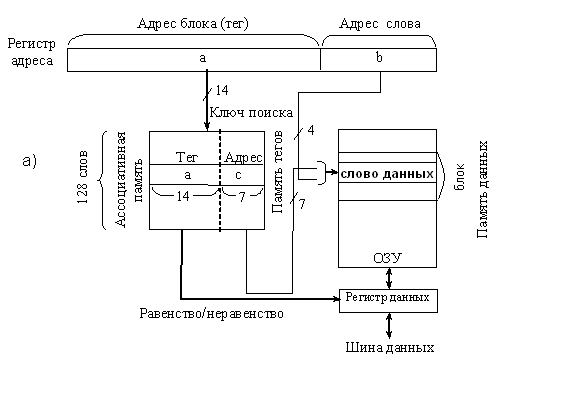 Адрес блока (тег)
Адрес слова
Регистр
адреса
a
b
14
Ключ поиска
4
а)
128 слов
Ассоциативная
память
Тег
Адрес
a
c
14
7
Память тегов
7
слово данных
блок
Память данных
ОЗУ
Регистр данных
Равенство/неравенство
Шина данных